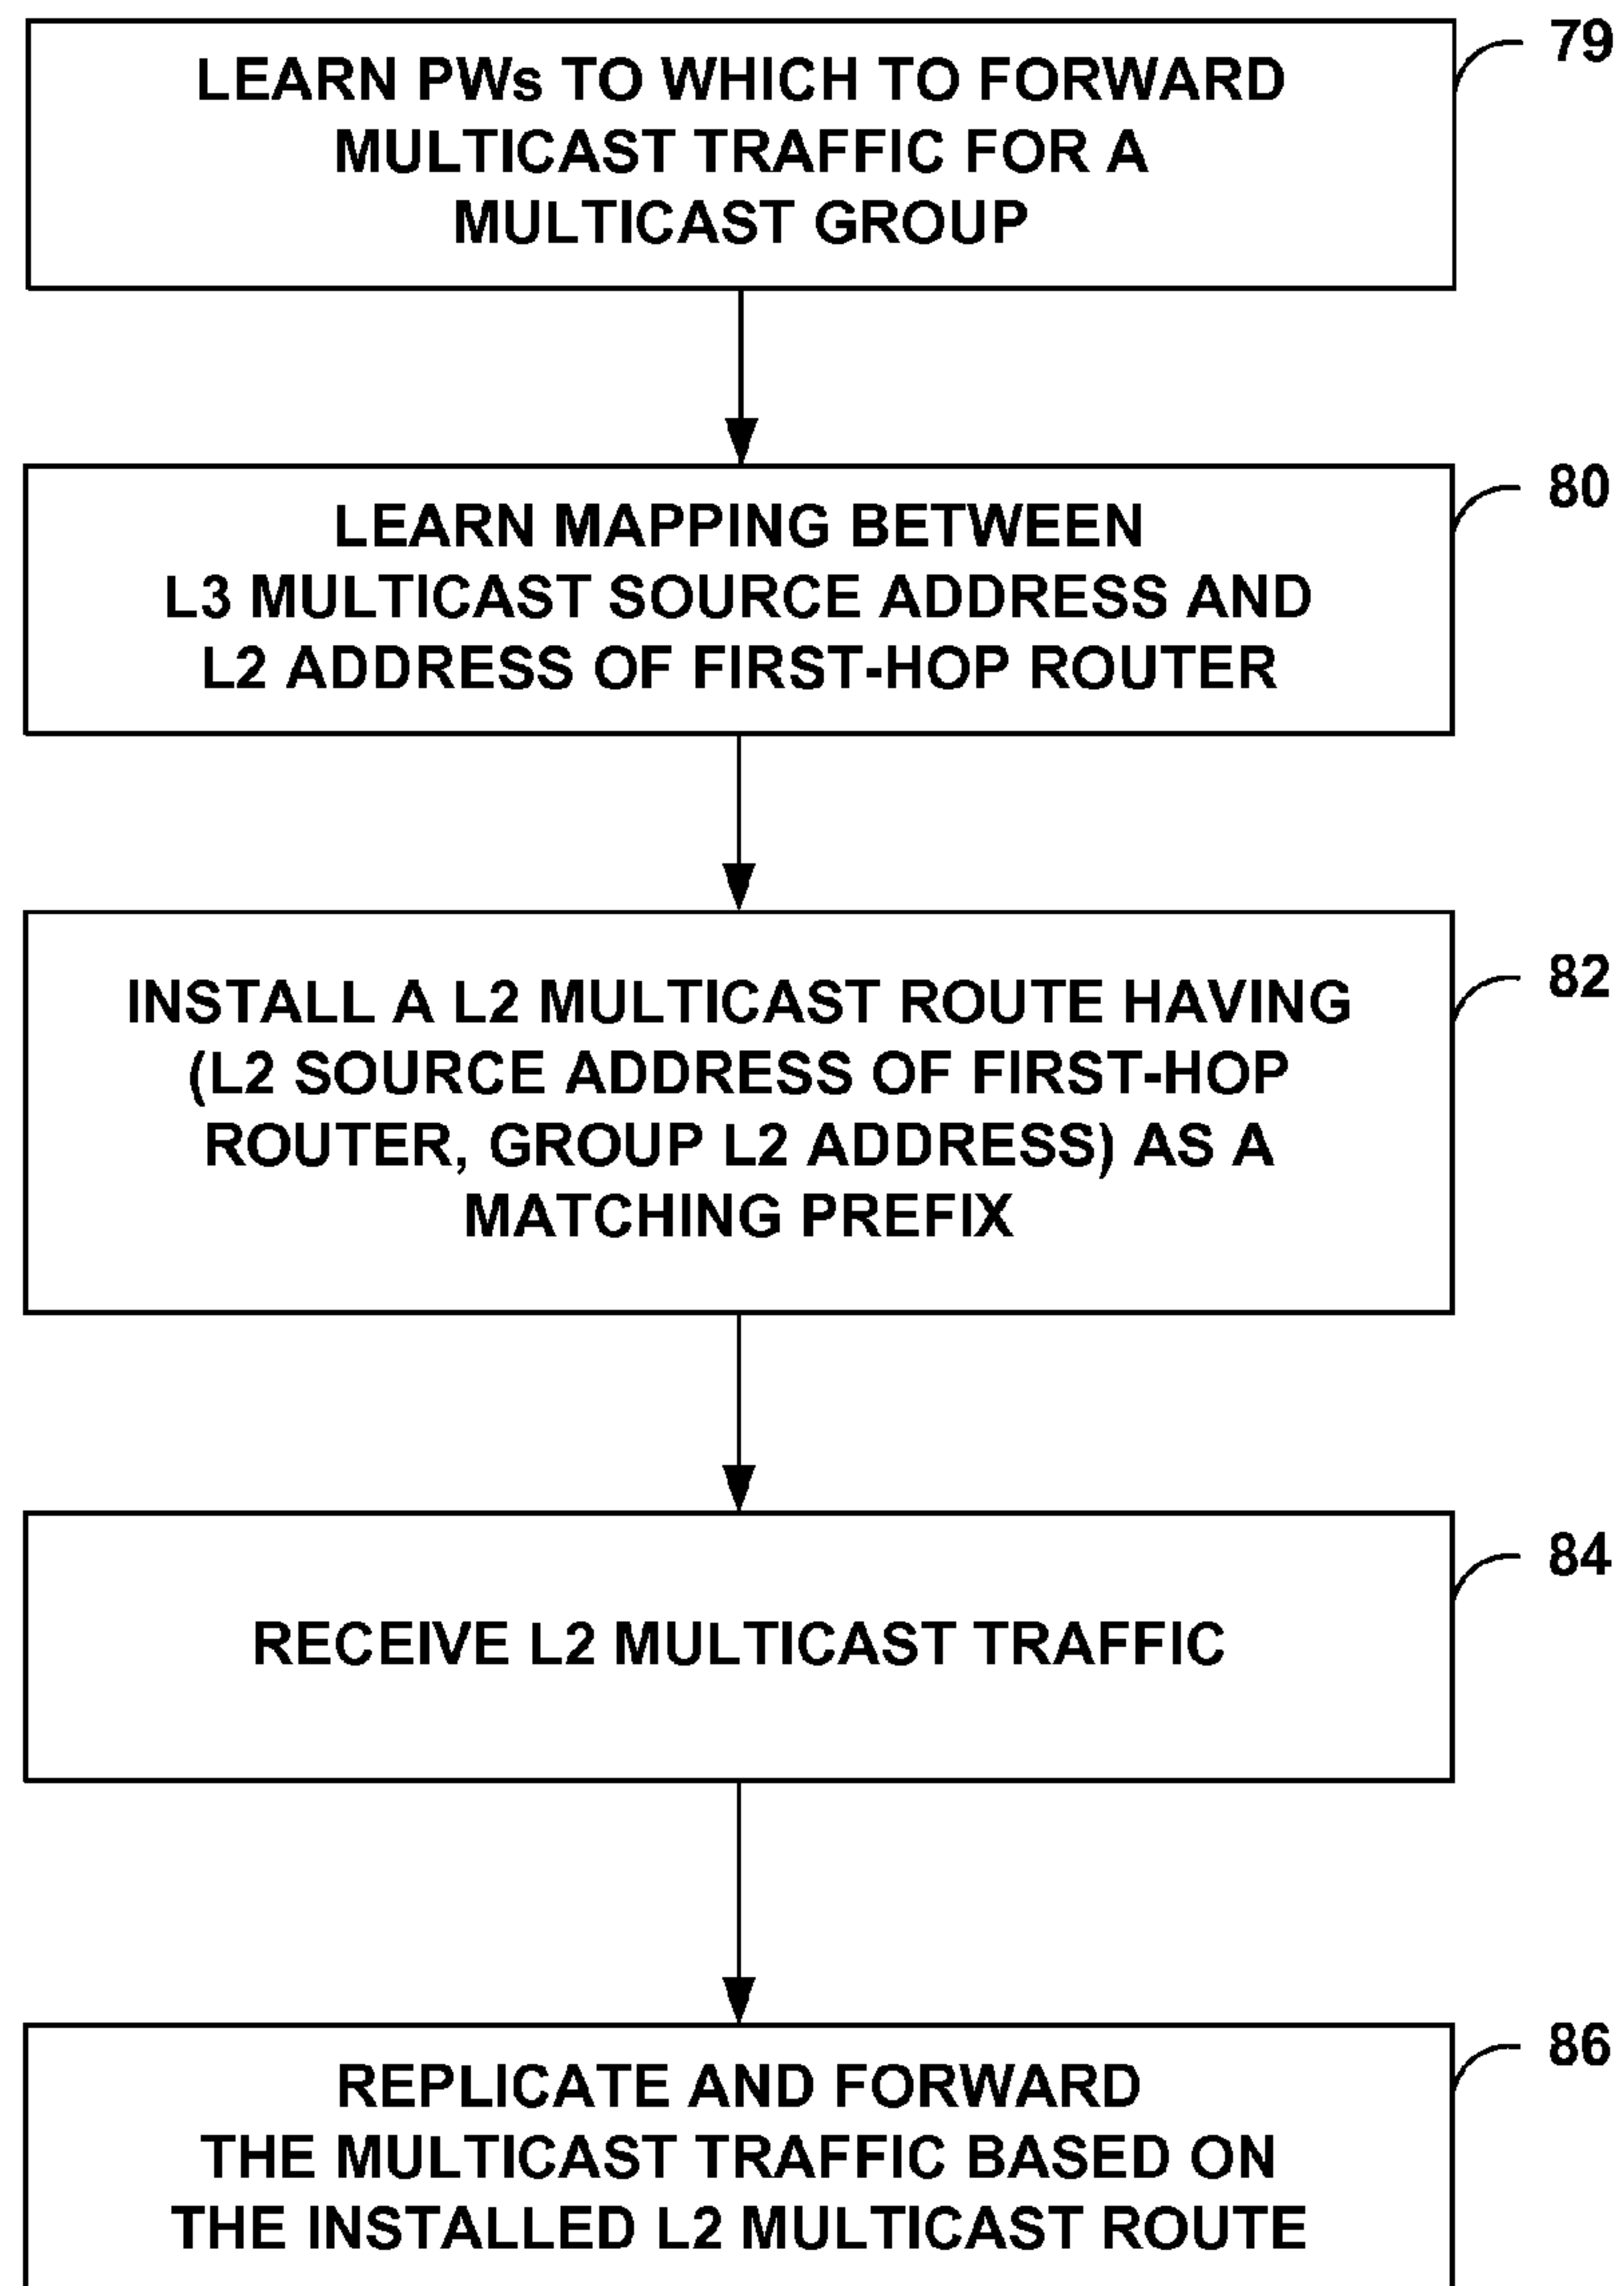 79
LEARN PWs TO WHICH TO FORWARD
MULTICAST TRAFFIC FOR A
MULTICAST GROUP
80
LEARN MAPPING BETWEEN
L3 MULTICAST SOURCE ADDRESS AND
L2 ADDRESS OF FIRST-HOP ROUTER
82
INSTALL A L2 MULTICAST ROUTE HAVING
(L2 SOURCE ADDRESS OF FIRST-HOP
ROUTER, GROUP L2 ADDRESS) AS A
MATCHING PREFIX
84
RECEIVE L2 MULTICAST TRAFFIC
86
REPLICATE AND FORWARD
THE MULTICAST TRAFFIC BASED ON
THE INSTALLED L2 MULTICAST ROUTE